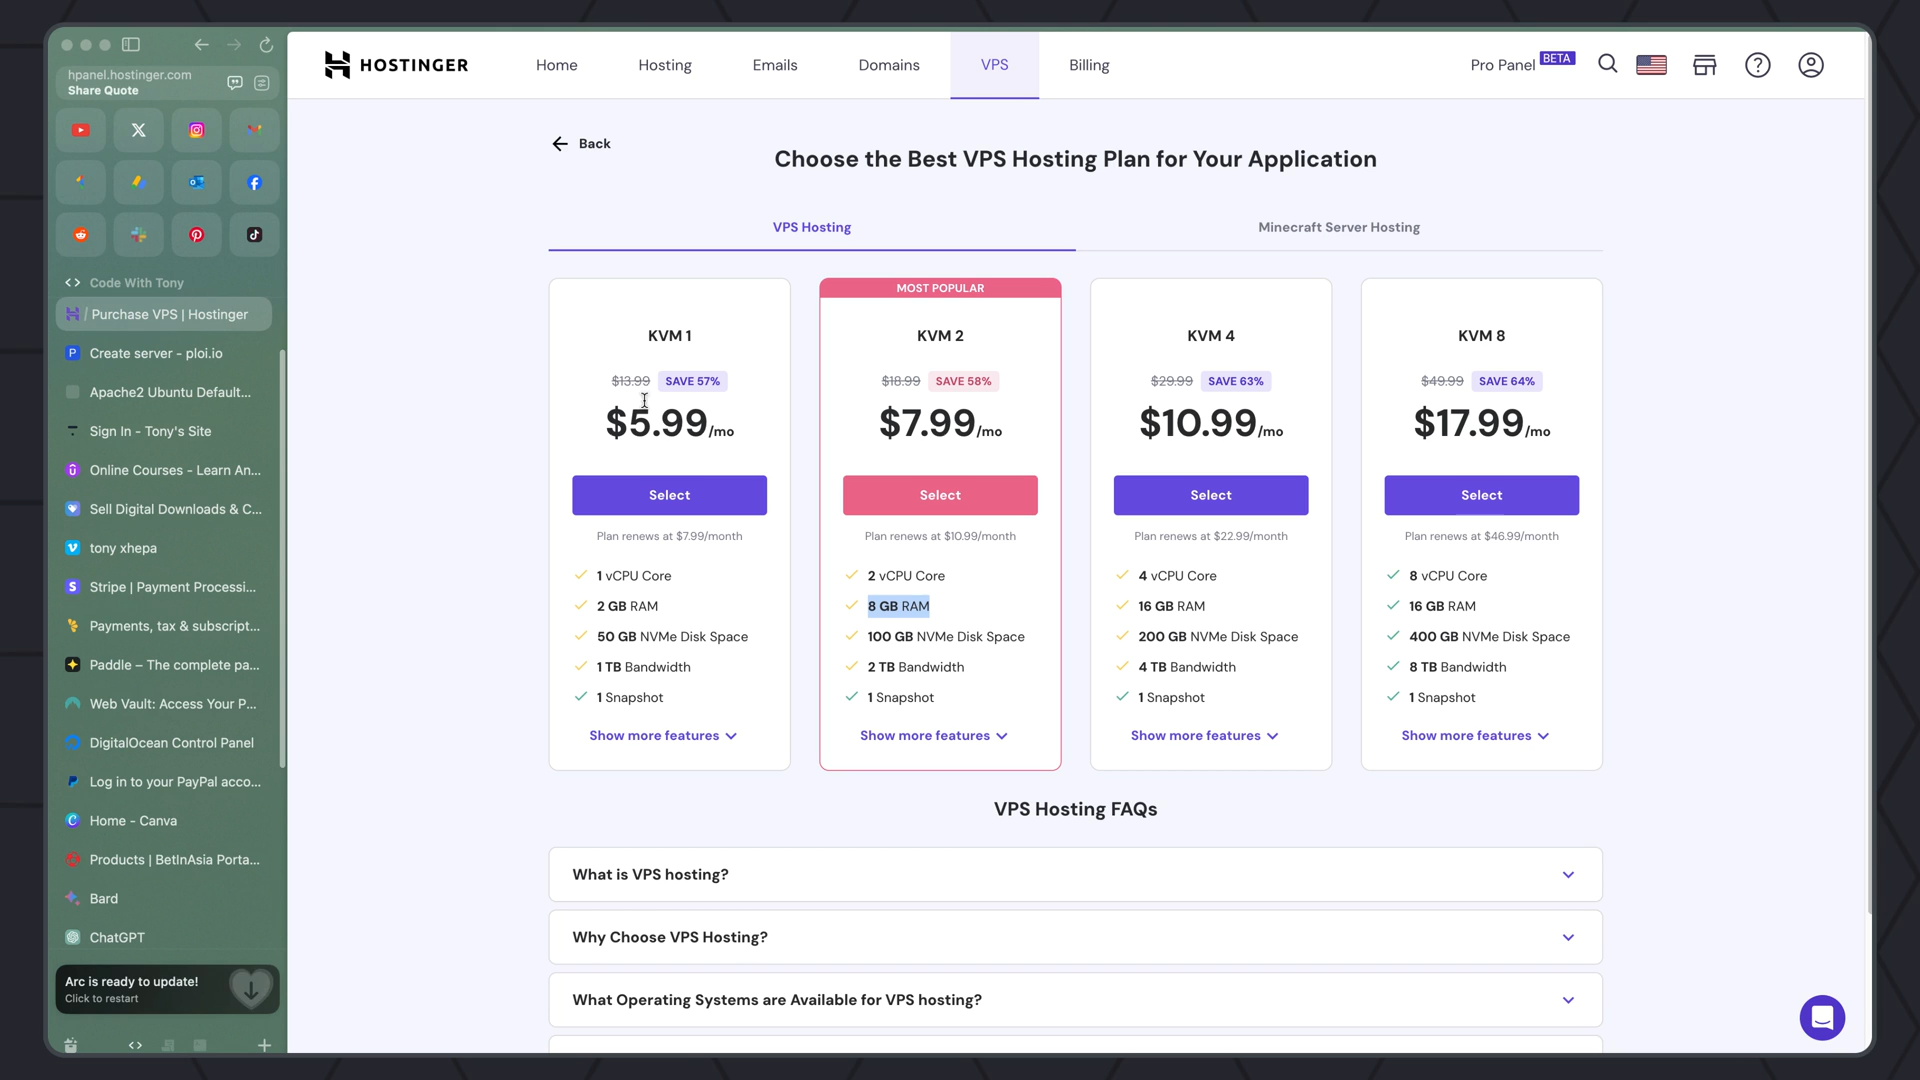 hpanel.hostinger.com
Share Quote
Code With Tony
/ Purchase VPS | Hostinger
Create server - ploi.io
Apache2 Ubuntu Default...
Sign In - Tony's Site
Online Courses - Learn An...
Sell Digital Downloads & C...
tony xhepa
Stripe | Payment Processi...
Payments, tax & subscript...
Paddle – The complete pa...
Web Vault: Access Your P...
DigitalOcean Control Panel
Log in to your PayPal acco...
Home - Canva
Products | BetInAsia Porta...
Bard
ChatGPT
Arc is ready to update!
Click to restart
HOSTINGER
Home
Hosting
Emails
Domains
VPS
Billing
Pro Panel BETA
Back
Choose the Best VPS Hosting Plan for Your Application
VPS Hosting
Minecraft Server Hosting
KVM 1
$13.99 SAVE 57%
$5.99/mo
Select
Plan renews at $7.99/month
1 vCPU Core
2 GB RAM
50 GB NVMe Disk Space
1 TB Bandwidth
1 Snapshot
Show more features
MOST POPULAR
KVM 2
$18.99 SAVE 58%
$7.99/mo
Select
Plan renews at $10.99/month
2 vCPU Core
8 GB RAM
100 GB NVMe Disk Space
2 TB Bandwidth
1 Snapshot
Show more features
KVM 4
$29.99 SAVE 63%
$10.99/mo
Select
Plan renews at $22.99/month
4 vCPU Core
16 GB RAM
200 GB NVMe Disk Space
4 TB Bandwidth
1 Snapshot
Show more features
KVM 8
$49.99 SAVE 64%
$17.99/mo
Select
Plan renews at $46.99/month
8 vCPU Core
16 GB RAM
400 GB NVMe Disk Space
8 TB Bandwidth
1 Snapshot
Show more features
VPS Hosting FAQs
What is VPS hosting?
Why Choose VPS Hosting?
What Operating Systems are Available for VPS hosting?